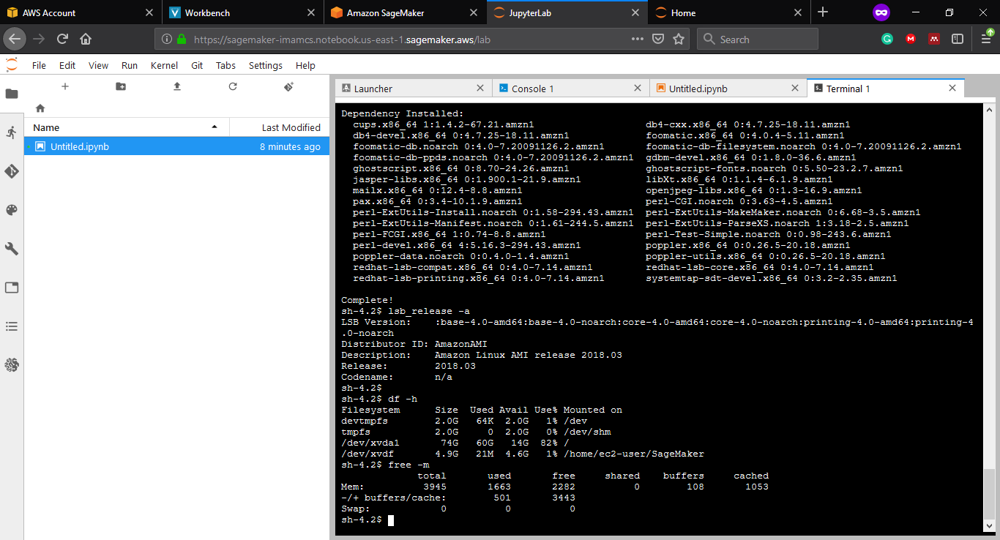 AWS Account
Workbench
Amazon SageMaker
JupyterLab
Home
https://sagemaker-imamcs.notebook.us-east-1.sagemaker.aws/lab
Search
File Edit View Run Kernel Git Tabs Settings Help
Launcher
Console 1
Untitled.ipynb
Terminal 1
Name Last Modified
Untitled.ipynb 8 minutes ago
Dependency Installed:
cups.x86_64 1:1.4.2-67.21.amzn1 db4-cxx.x86_64 0:4.7.25-18.11.amzn1
db4-devel.x86_64 0:4.7.25-18.11.amzn1 foomatic.x86_64 0:4.0.4-5.11.amzn1
foomatic-db.noarch 0:4.0-7.20091126.2.amzn1 foomatic-db-filesystem.noarch 0:4.0-7.20091126.2.amzn1
foomatic-db-ppds.noarch 0:4.0-7.20091126.2.amzn1 gdbm-devel.x86_64 0:1.8.0-36.6.amzn1
ghostscript.x86_64 0:8.70-24.26.amzn1 ghostscript-fonts.noarch 0:5.50-23.2.7.amzn1
jasper-libs.x86_64 0:1.900.1-21.9.amzn1 libXt.x86_64 0:1.1.4-6.1.9.amzn1
mailx.x86_64 0:12.4-8.8.amzn1 openjpeg-libs.x86_64 0:1.3-16.9.amzn1
pax.x86_64 0:3.4-10.1.9.amzn1 perl-CGI.noarch 0:3.63-4.5.amzn1
perl-ExtUtils-Install.noarch 0:1.58-294.43.amzn1 perl-ExtUtils-MakeMaker.noarch 0:6.68-3.5.amzn1
perl-ExtUtils-Manifest.noarch 0:1.61-244.5.amzn1 perl-ExtUtils-ParseXS.noarch 1:3.18-2.5.amzn1
perl-FCGI.x86_64 1:0.74-8.8.amzn1 perl-Test-Simple.noarch 0:0.98-243.6.amzn1
perl-devel.x86_64 4:5.16.3-294.43.amzn1 poppler.x86_64 0:0.26.5-20.18.amzn1
poppler-data.noarch 0:0.4.0-1.4.amzn1 poppler-utils.x86_64 0:0.26.5-20.18.amzn1
redhat-lsb-compat.x86_64 0:4.0-7.14.amzn1 redhat-lsb-core.x86_64 0:4.0-7.14.amzn1
redhat-lsb-printing.x86_64 0:4.0-7.14.amzn1 systemtap-sdt-devel.x86_64 0:3.2-2.35.amzn1
Complete!
sh-4.2$ lsb_release -a
LSB Version: :base-4.0-amd64:base-4.0-noarch:core-4.0-amd64:core-4.0-noarch:printing-4.0-amd64:printing-4
.0-noarch
Distributor ID: AmazonAMI
Description: Amazon Linux AMI release 2018.03
Release: 2018.03
Codename: n/a
sh-4.2$
sh-4.2$ df -h
Filesystem Size Used Avail Use% Mounted on
devtmpfs 2.0G 64K 2.0G 1% /dev
tmpfs 2.0G 0 2.0G 0% /dev/shm
/dev/xvda1 74G 60G 14G 82% /
/dev/xvdf 4.9G 21M 4.6G 1% /home/ec2-user/SageMaker
sh-4.2$ free -m
total used free shared buffers cached
Mem: 3945 1663 2282 0 108 1053
-/+ buffers/cache: 501 3443
Swap: 0 0 0
sh-4.2$